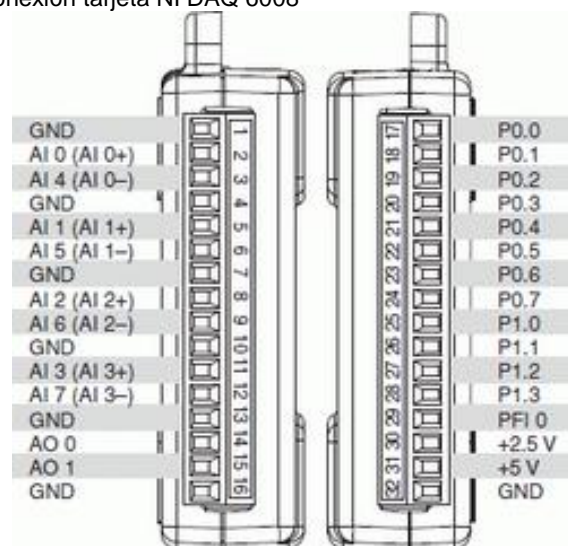 onexión tarjeta NI DAQ 6008
GND 1
AI 0 (AI 0+) 2
AI 4 (AI 0–) 3
GND 4
AI 1 (AI 1+) 5
AI 5 (AI 1–) 6
GND 7
AI 2 (AI 2+) 8
AI 6 (AI 2–) 9
GND 10
AI 3 (AI 3+) 11
AI 7 (AI 3–) 12
GND 13
AO 0 14
AO 1 15
GND 16
17 P0.0
18 P0.1
19 P0.2
20 P0.3
21 P0.4
22 P0.5
23 P0.6
24 P0.7
25 P1.0
26 P1.1
27 P1.2
28 P1.3
29 PFI 0
30 +2.5 V
31 +5 V
32 GND